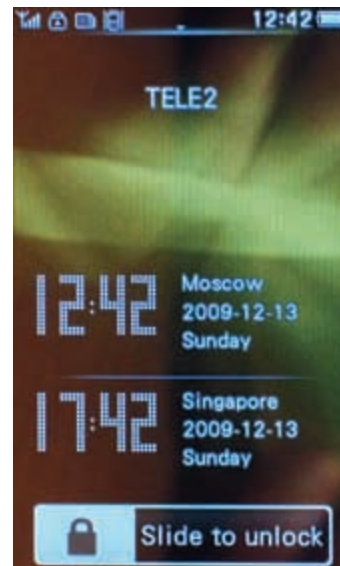 12:42
TELE2
12:42
Moscow
2009-12-13
Sunday
17:42
Singapore
2009-12-13
Sunday
Slide to unlock